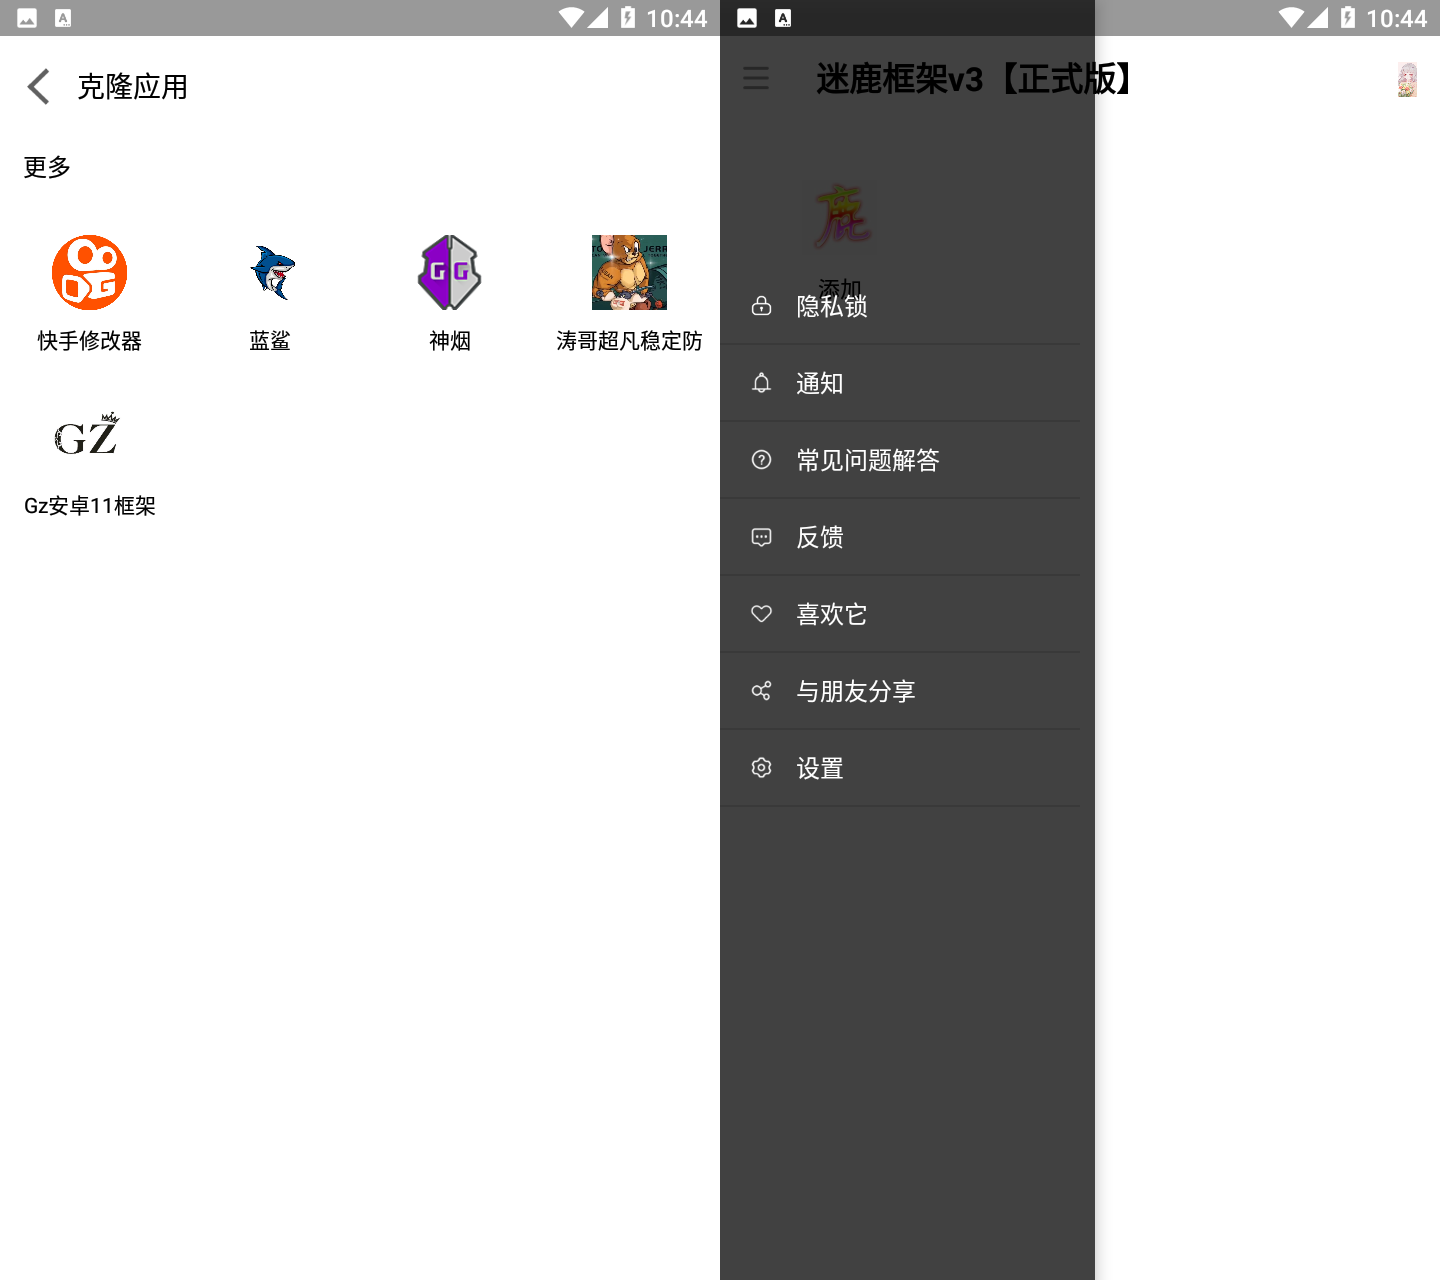 10:44
克隆应用
更多
快手修改器
蓝鲨
神烟
涛哥超凡稳定防
Gz安卓11框架
10:44
迷鹿框架v3【正式版】
鹿
添加
隐私锁
通知
常见问题解答
反馈
喜欢它
与朋友分享
设置